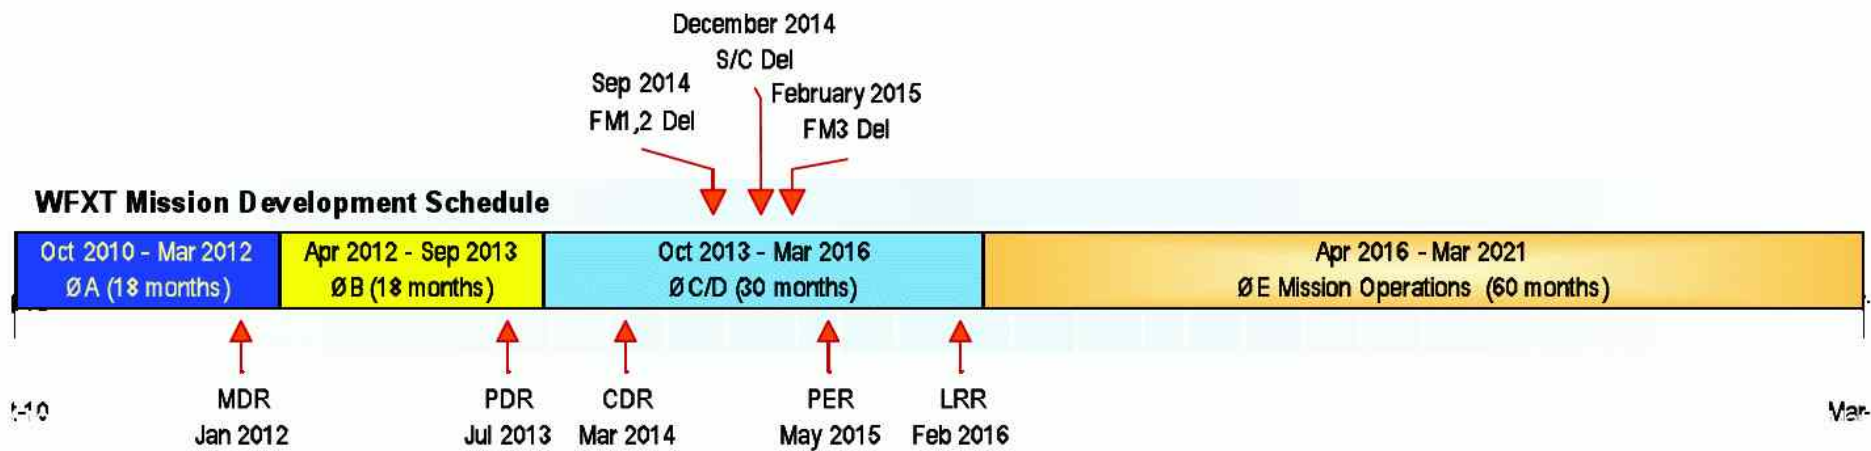 December 2014
S/C Del
Sep 2014
FM1,2 Del
February 2015
FM3 Del
WFXT Mission Development Schedule
Oct 2010 - Mar 2012
ØA (18 months)
Apr 2012 - Sep 2013
ØB (18 months)
Oct 2013 - Mar 2016
ØC/D (30 months)
Apr 2016 - Mar 2021
ØE Mission Operations (60 months)
MDR
Jan 2012
PDR
Jul 2013
CDR
Mar 2014
PER
May 2015
LRR
Feb 2016
t-10
Mar-